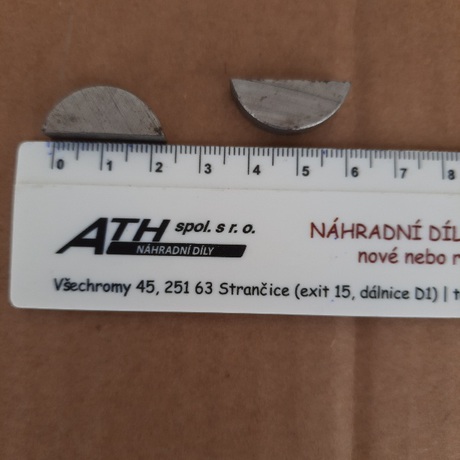 0 1 2 3 4 5 6 7 8
ATH spol. s r. o.
NÁHRADNÍ DÍLY
NÁHRADNÍ DÍL
nové nebo
Všechromy 45, 251 63 Strančice (exit 15, dálnice D1) | t